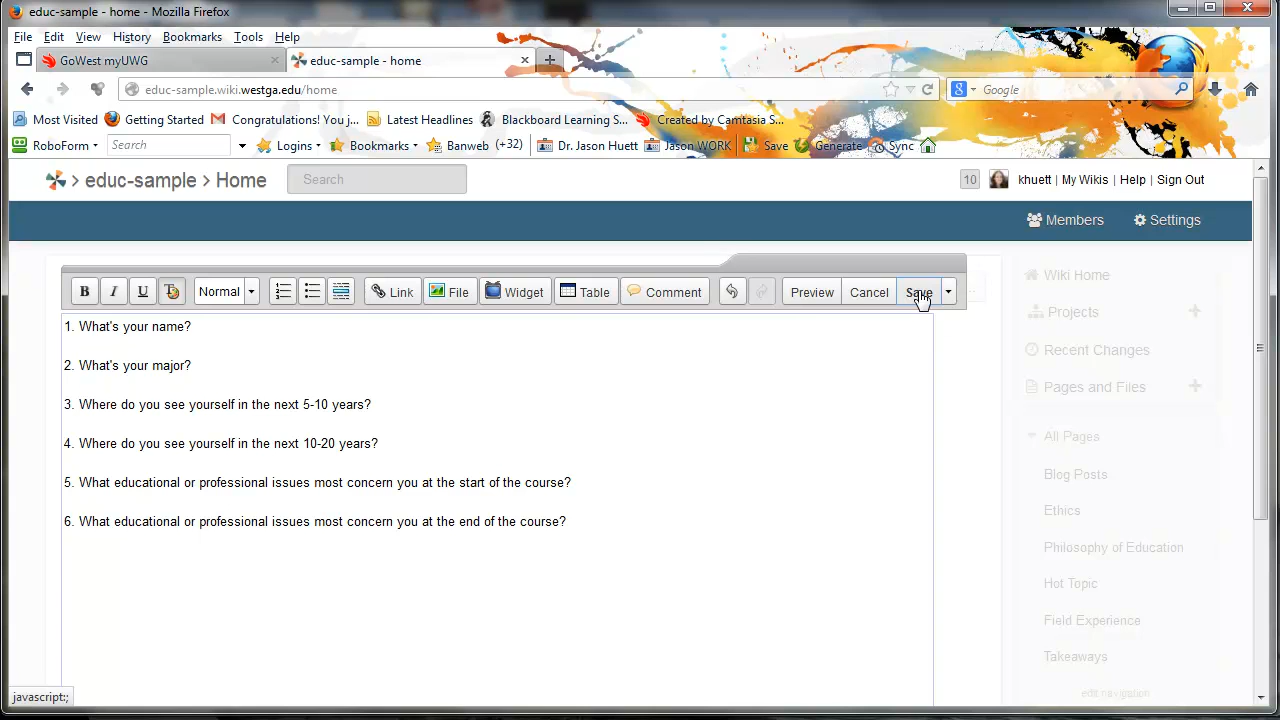 educ-sample - home - Mozilla Firefox
File Edit View History Bookmarks Tools Help
GoWest myUWG
educ-sample - home
educ-sample.wiki.westga.edu/home
Google
Most Visited Getting Started Congratulations! You j... Latest Headlines Blackboard Learning S... Created by Camtasia S...
RoboForm Search Logins Bookmarks Banweb (+32) Dr. Jason Huett Jason WORK Save Generate Sync
educ-sample > Home Search
10 khuett | My Wikis | Help | Sign Out
Members Settings
B I U Normal Link File Widget Table Comment Preview Cancel Save
1. What's your name?
2. What's your major?
3. Where do you see yourself in the next 5-10 years?
4. Where do you see yourself in the next 10-20 years?
5. What educational or professional issues most concern you at the start of the course?
6. What educational or professional issues most concern you at the end of the course?
Wiki Home
Projects
Recent Changes
Pages and Files
All Pages
Blog Posts
Ethics
Philosophy of Education
Hot Topic
Field Experience
Takeaways
edit navigation
javascript:;